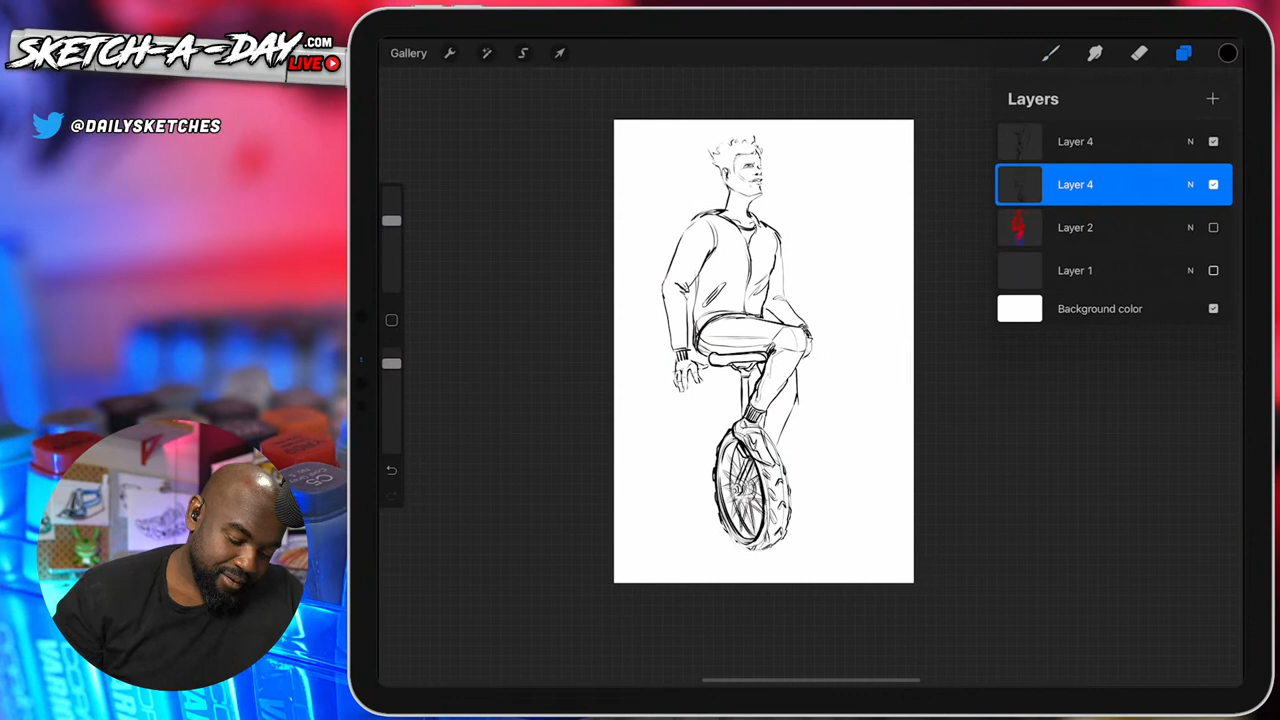 SKETCH-A-DAY.COM
LIVE
@DAILYSKETCHES
Gallery
Layers
Layer 4 N
Layer 4 N
Layer 2 N
Layer 1 N
Background color